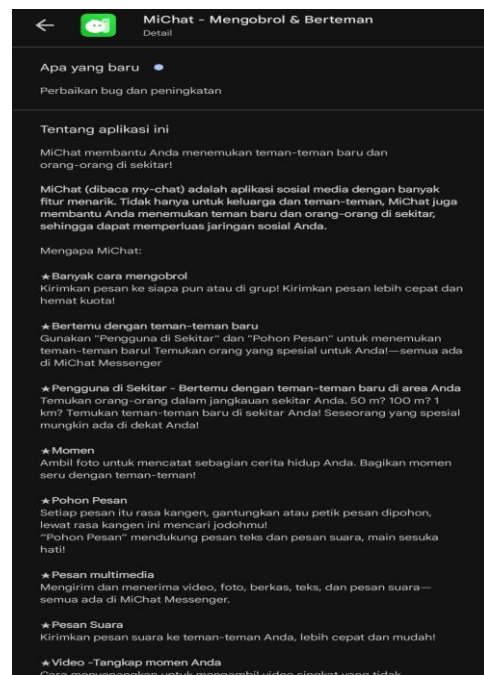 MiChat – Mengobrol & Berteman
Detail
Apa yang baru
Perbaikan bug dan peningkatan
Tentang aplikasi ini
MiChat membantu Anda menemukan teman-teman baru dan
orang-orang di sekitar!
MiChat (dibaca my-chat) adalah aplikasi sosial media dengan banyak
fitur menarik. Tidak hanya untuk keluarga dan teman-teman, MiChat juga
membantu Anda menemukan teman baru dan orang-orang di sekitar,
sehingga dapat memperluas jaringan sosial Anda.
Mengapa MiChat:
★Banyak cara mengobrol
Kirimkan pesan ke siapa pun atau di grup! Kirimkan pesan lebih cepat dan
hemat kuota!
★Bertemu dengan teman-teman baru
Gunakan "Pengguna di Sekitar" dan "Pohon Pesan" untuk menemukan
teman-teman baru! Temukan orang yang spesial untuk Anda!—semua ada
di MiChat Messenger
★Pengguna di Sekitar – Bertemu dengan teman-teman baru di area Anda
Temukan orang-orang dalam jangkauan sekitar Anda. 50 m? 100 m? 1
km? Temukan teman-teman baru di sekitar Anda! Seseorang yang spesial
mungkin ada di dekat Anda!
★Momen
Ambil foto untuk mencatat sebagian cerita hidup Anda. Bagikan momen
seru dengan teman-teman!
★Pohon Pesan
Setiap pesan itu rasa kangen, gantungkan atau petik pesan dipohon,
lewat rasa kangen ini mencari jodohmu!
"Pohon Pesan" mendukung pesan teks dan pesan suara, main sesuka
hati!
★Pesan multimedia
Mengirim dan menerima video, foto, berkas, teks, dan pesan suara—
semua ada di MiChat Messenger.
★Pesan Suara
Kirimkan pesan suara ke teman-teman Anda, lebih cepat dan mudah!
★Video –Tangkap momen Anda
Cara menyenangkan untuk mengambil video singkat yang tidak